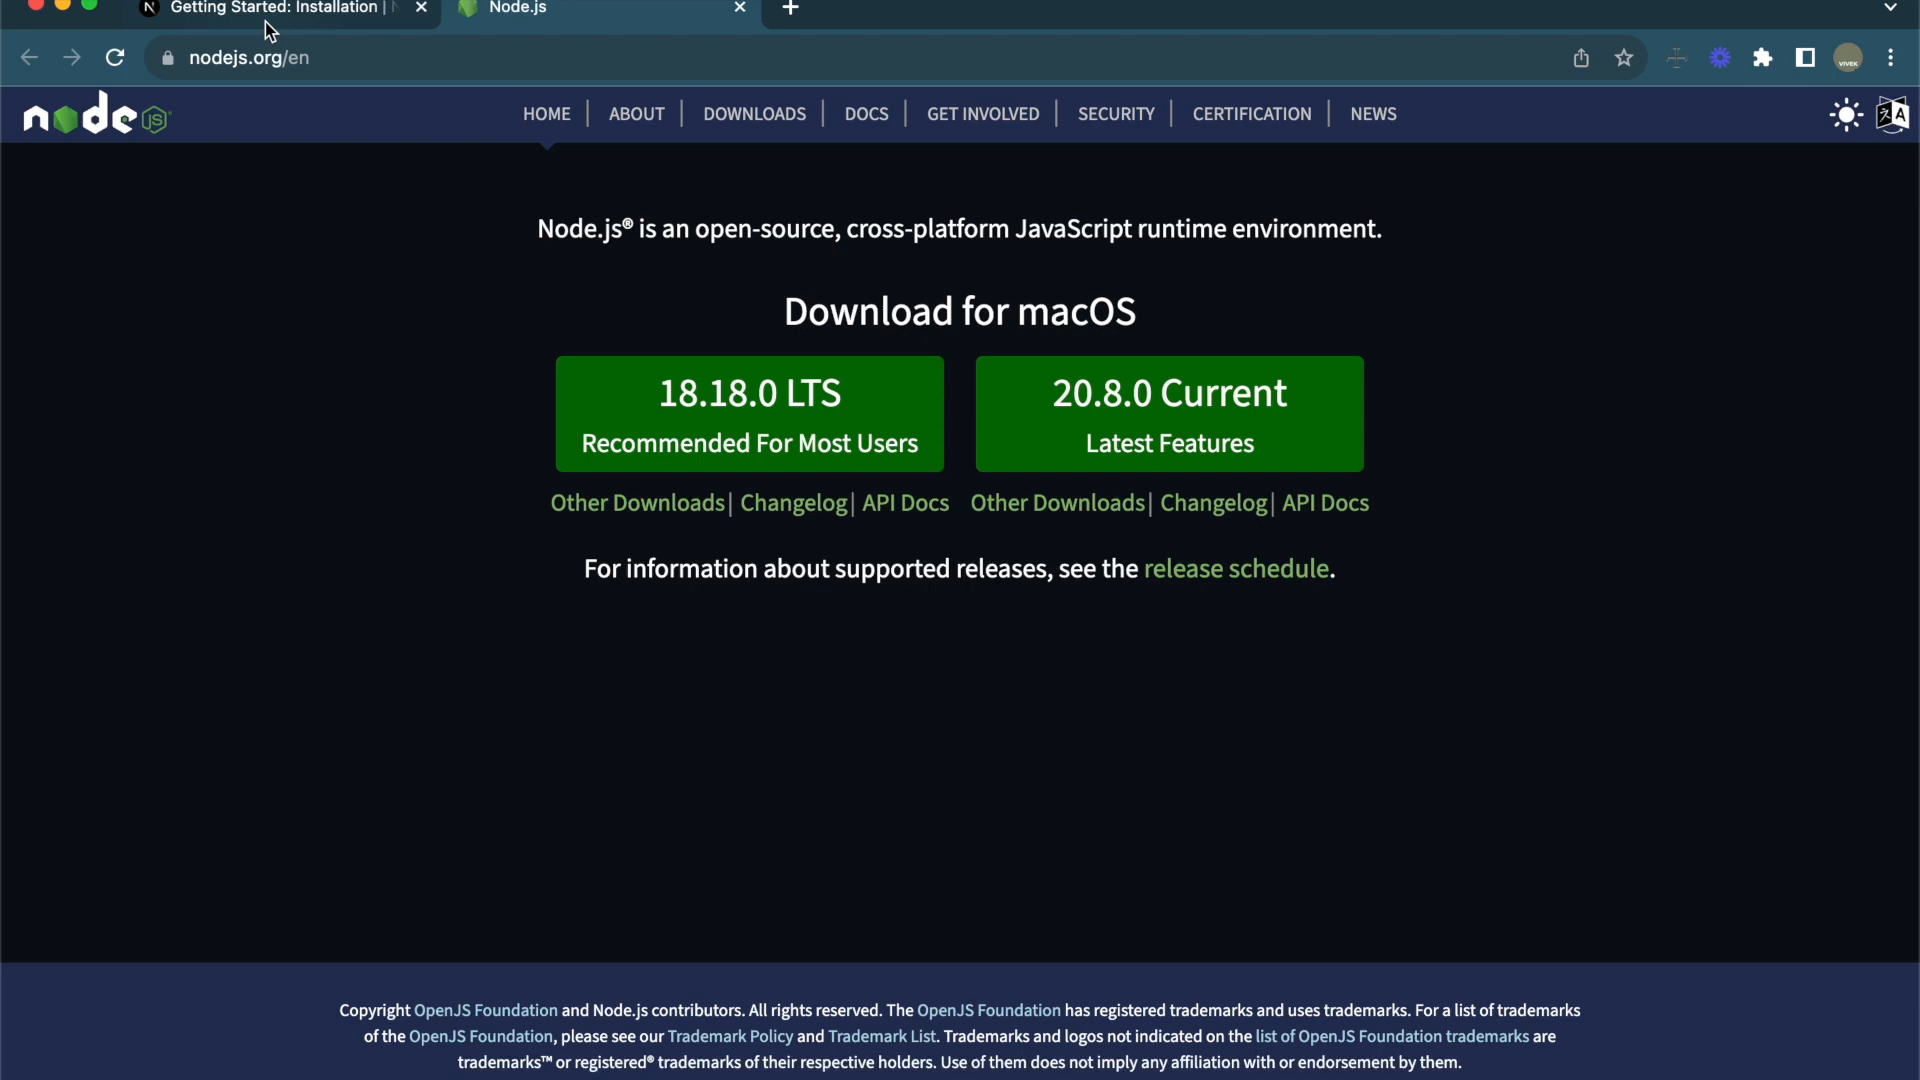 Getting Started: Installation |
Node.js
nodejs.org/en
VIVEK
node JS
HOME | ABOUT | DOWNLOADS | DOCS | GET INVOLVED | SECURITY | CERTIFICATION | NEWS
Node.js® is an open-source, cross-platform JavaScript runtime environment.
Download for macOS
18.18.0 LTS
Recommended For Most Users
20.8.0 Current
Latest Features
Other Downloads | Changelog | API Docs
Other Downloads | Changelog | API Docs
For information about supported releases, see the release schedule.
Copyright OpenJS Foundation and Node.js contributors. All rights reserved. The OpenJS Foundation has registered trademarks and uses trademarks. For a list of trademarks
of the OpenJS Foundation, please see our Trademark Policy and Trademark List. Trademarks and logos not indicated on the list of OpenJS Foundation trademarks are
trademarks™ or registered® trademarks of their respective holders. Use of them does not imply any affiliation with or endorsement by them.